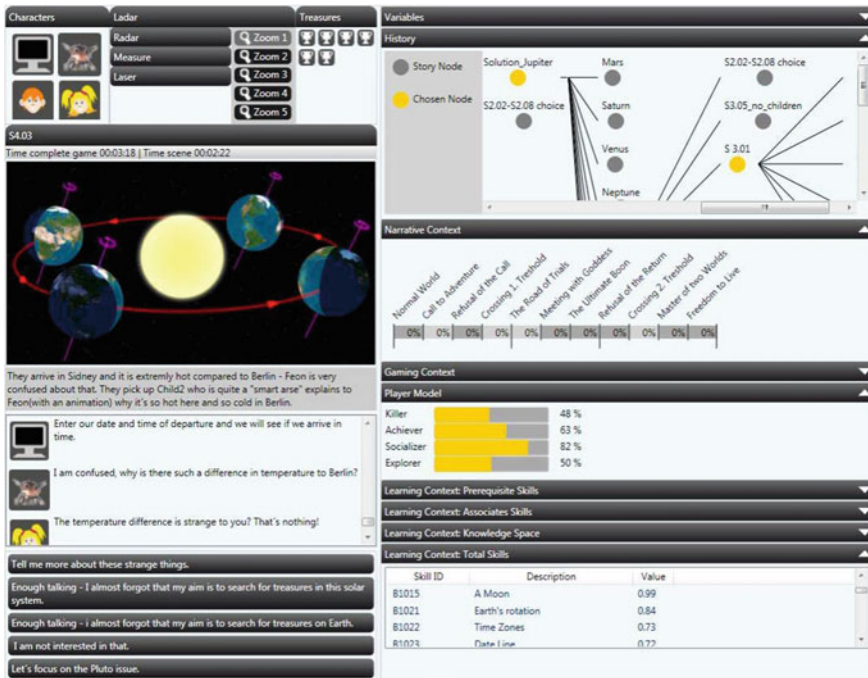 Characters
Ladar
Treasures
Radar
Measure
Laser
Zoom 1
Zoom 2
Zoom 3
Zoom 4
Zoom 5
S4.03
Time complete game 00:03:18 | Time scene 00:02:22
They arrive in Sidney and it is extremly hot compared to Berlin - Feon is very
confused about that. They pick up Child2 who is quite a "smart arse" explains to
Feon(with an animation) why it's so hot here and so cold in Berlin.
Enter our date and time of departure and we will see if we arrive in
time.
I am confused, why is there such a difference in temperature to Berlin?
The temperature difference is strange to you? That's nothing!
Tell me more about these strange things.
Enough talking - I almost forgot that my aim is to search for treasures in this solar
system.
Enough talking - i almost forgot that my aim is to search for treasures on Earth.
I am not interested in that.
Let's focus on the Pluto issue.
Variables
History
Story Node
Chosen Node
Solution_Jupiter
S2.02-S2.08 choice
Mars
Saturn
Venus
Neptune
S2.02-S2.08 choice
S3.05_no_children
S 3.01
Narrative Context
Normal World
Call to Adventure
Refusal of the Call
Crossing 1. Treshold
The Road of Trials
Meeting with Goddess
The Ultimate Boon
Refusal of the Return
Crossing 2. Treshold
Master of two Worlds
Freedom to Live
0% 0% 0% 0% 0% 0% 0% 0% 0% 0% 0%
Gaming Context
Player Model
Killer 48 %
Achiever 63 %
Socializer 82 %
Explorer 50 %
Learning Context: Prerequisite Skills
Learning Context: Associates Skills
Learning Context: Knowledge Space
Learning Context: Total Skills
Skill ID Description Value
B1015 A Moon 0.99
B1021 Earth's rotation 0.84
B1022 Time Zones 0.73
B1023 Date Line 0.72